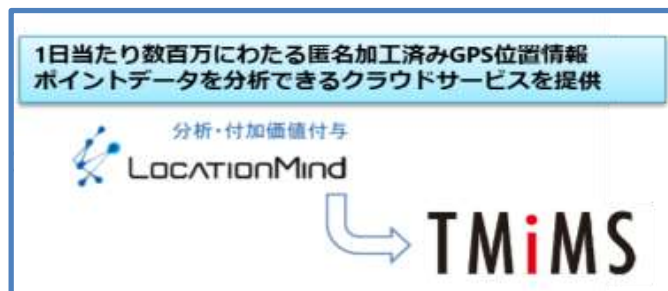 1日当たり数百万にわたる匿名加工済みGPS位置情報
ポイントデータを分析できるクラウドサービスを提供
分析・付加価値付与
LOCATIONMIND
TMiMS